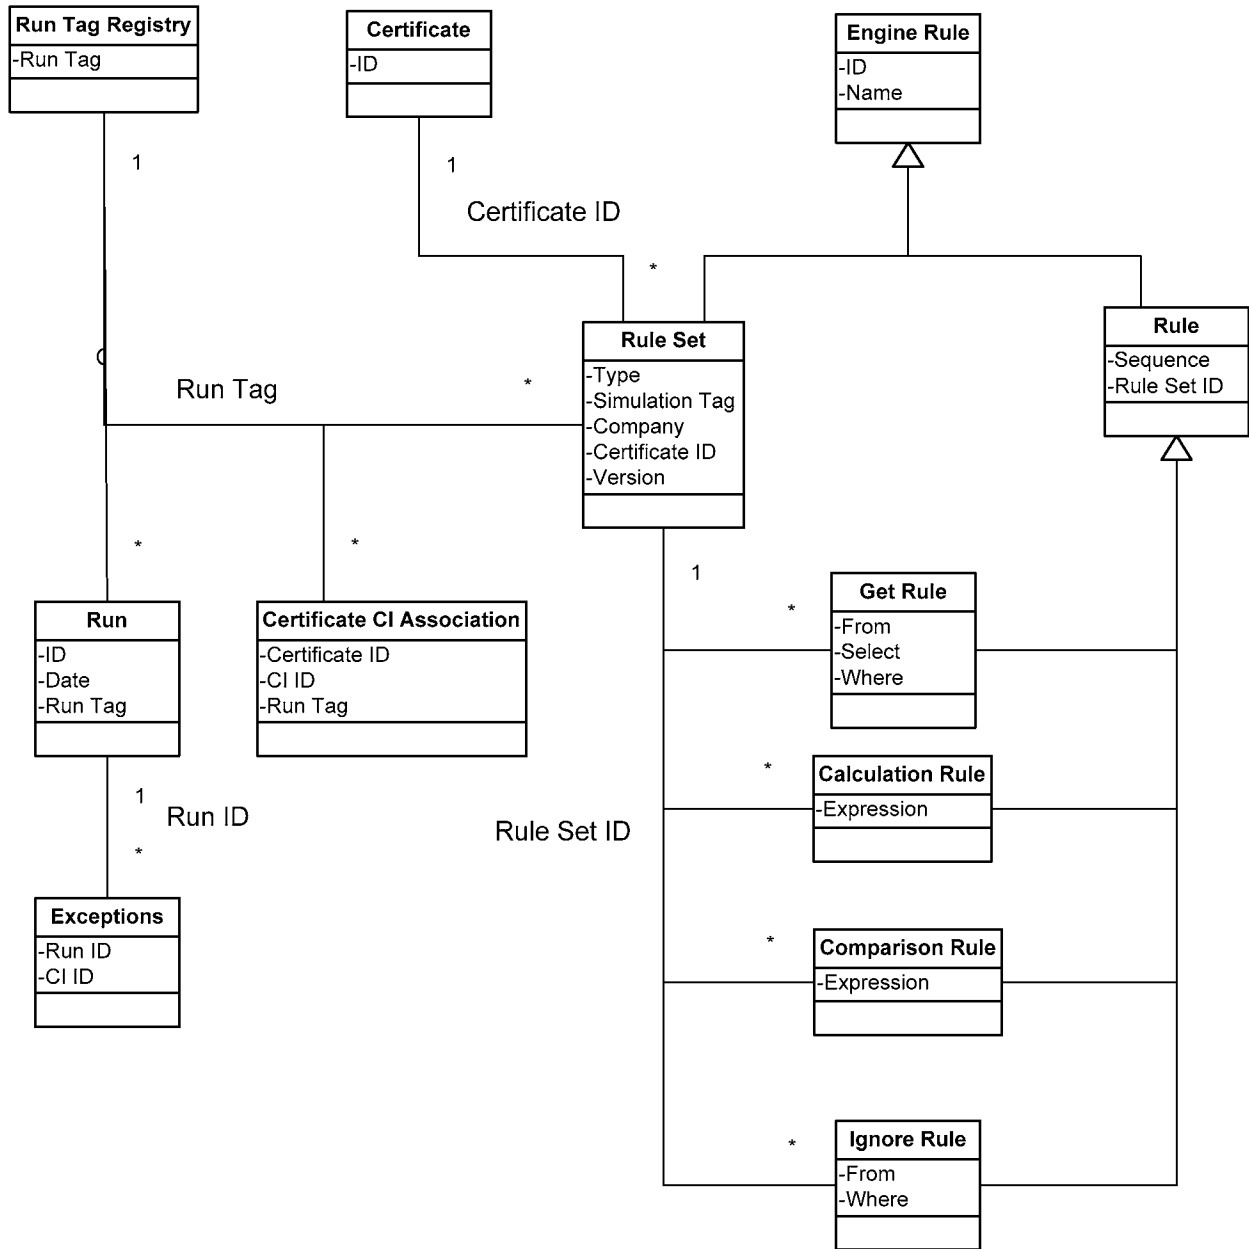 Run Tag Registry
-Run Tag
Certificate
-ID
Engine Rule
-ID
-Name
1
1
Certificate ID
*
Rule Set
-Type
-Simulation Tag
-Company
-Certificate ID
-Version
Rule
-Sequence
-Rule Set ID
Run Tag
*
*
*
1
Run
-ID
-Date
-Run Tag
Certificate CI Association
-Certificate ID
-CI ID
-Run Tag
*
Get Rule
-From
-Select
-Where
1
Run ID
*
Rule Set ID
*
Calculation Rule
-Expression
Exceptions
-Run ID
-CI ID
*
Comparison Rule
-Expression
*
Ignore Rule
-From
-Where